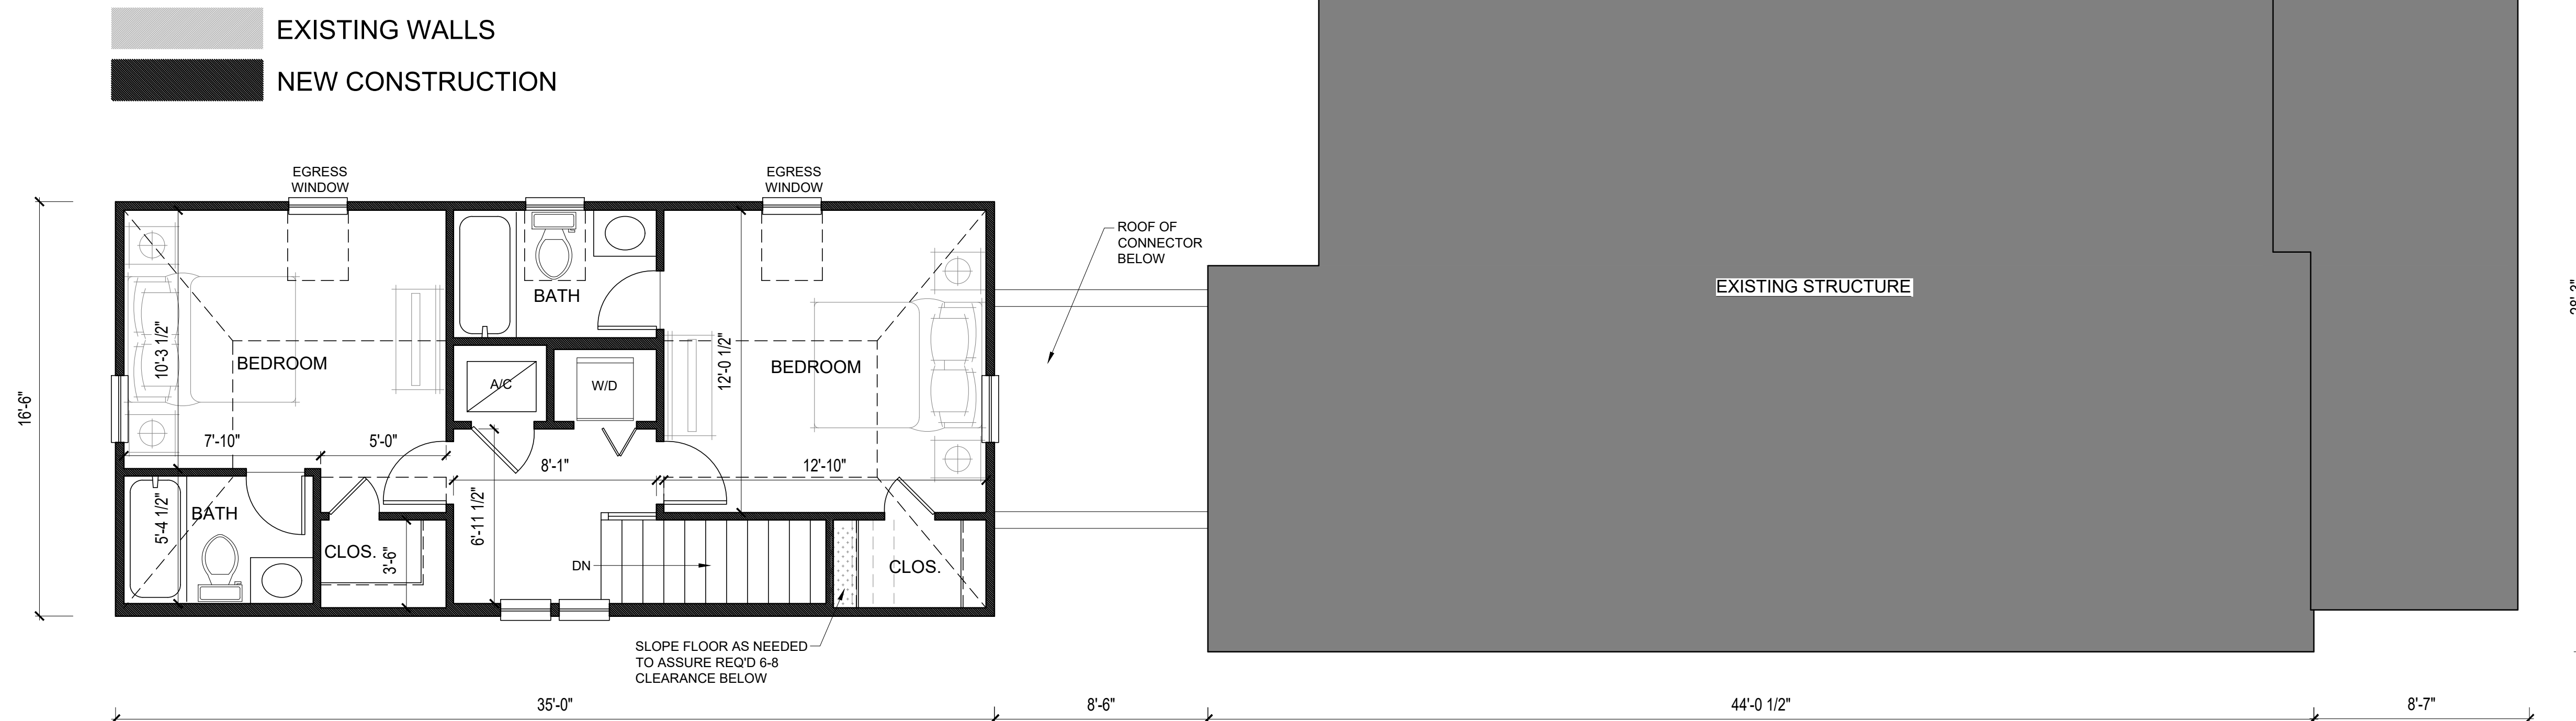 EXISTING WALLS
NEW CONSTRUCTION
EGRESS
WINDOW
EGRESS
WINDOW
ROOF OF
CONNECTOR
BELOW
EXISTING STRUCTURE
BATH
BEDROOM
10'-3 1/2"
A/C
W/D
12'-0 1/2"
BEDROOM
16'-6"
7'-10"
5'-0"
8'-1"
12'-10"
BATH
5'-4 1/2"
CLOS.
3'-6"
6'-11 1/2"
DN
CLOS.
SLOPE FLOOR AS NEEDED
TO ASSURE REQ'D 6-8
CLEARANCE BELOW
35'-0"
8'-6"
44'-0 1/2"
8'-7"